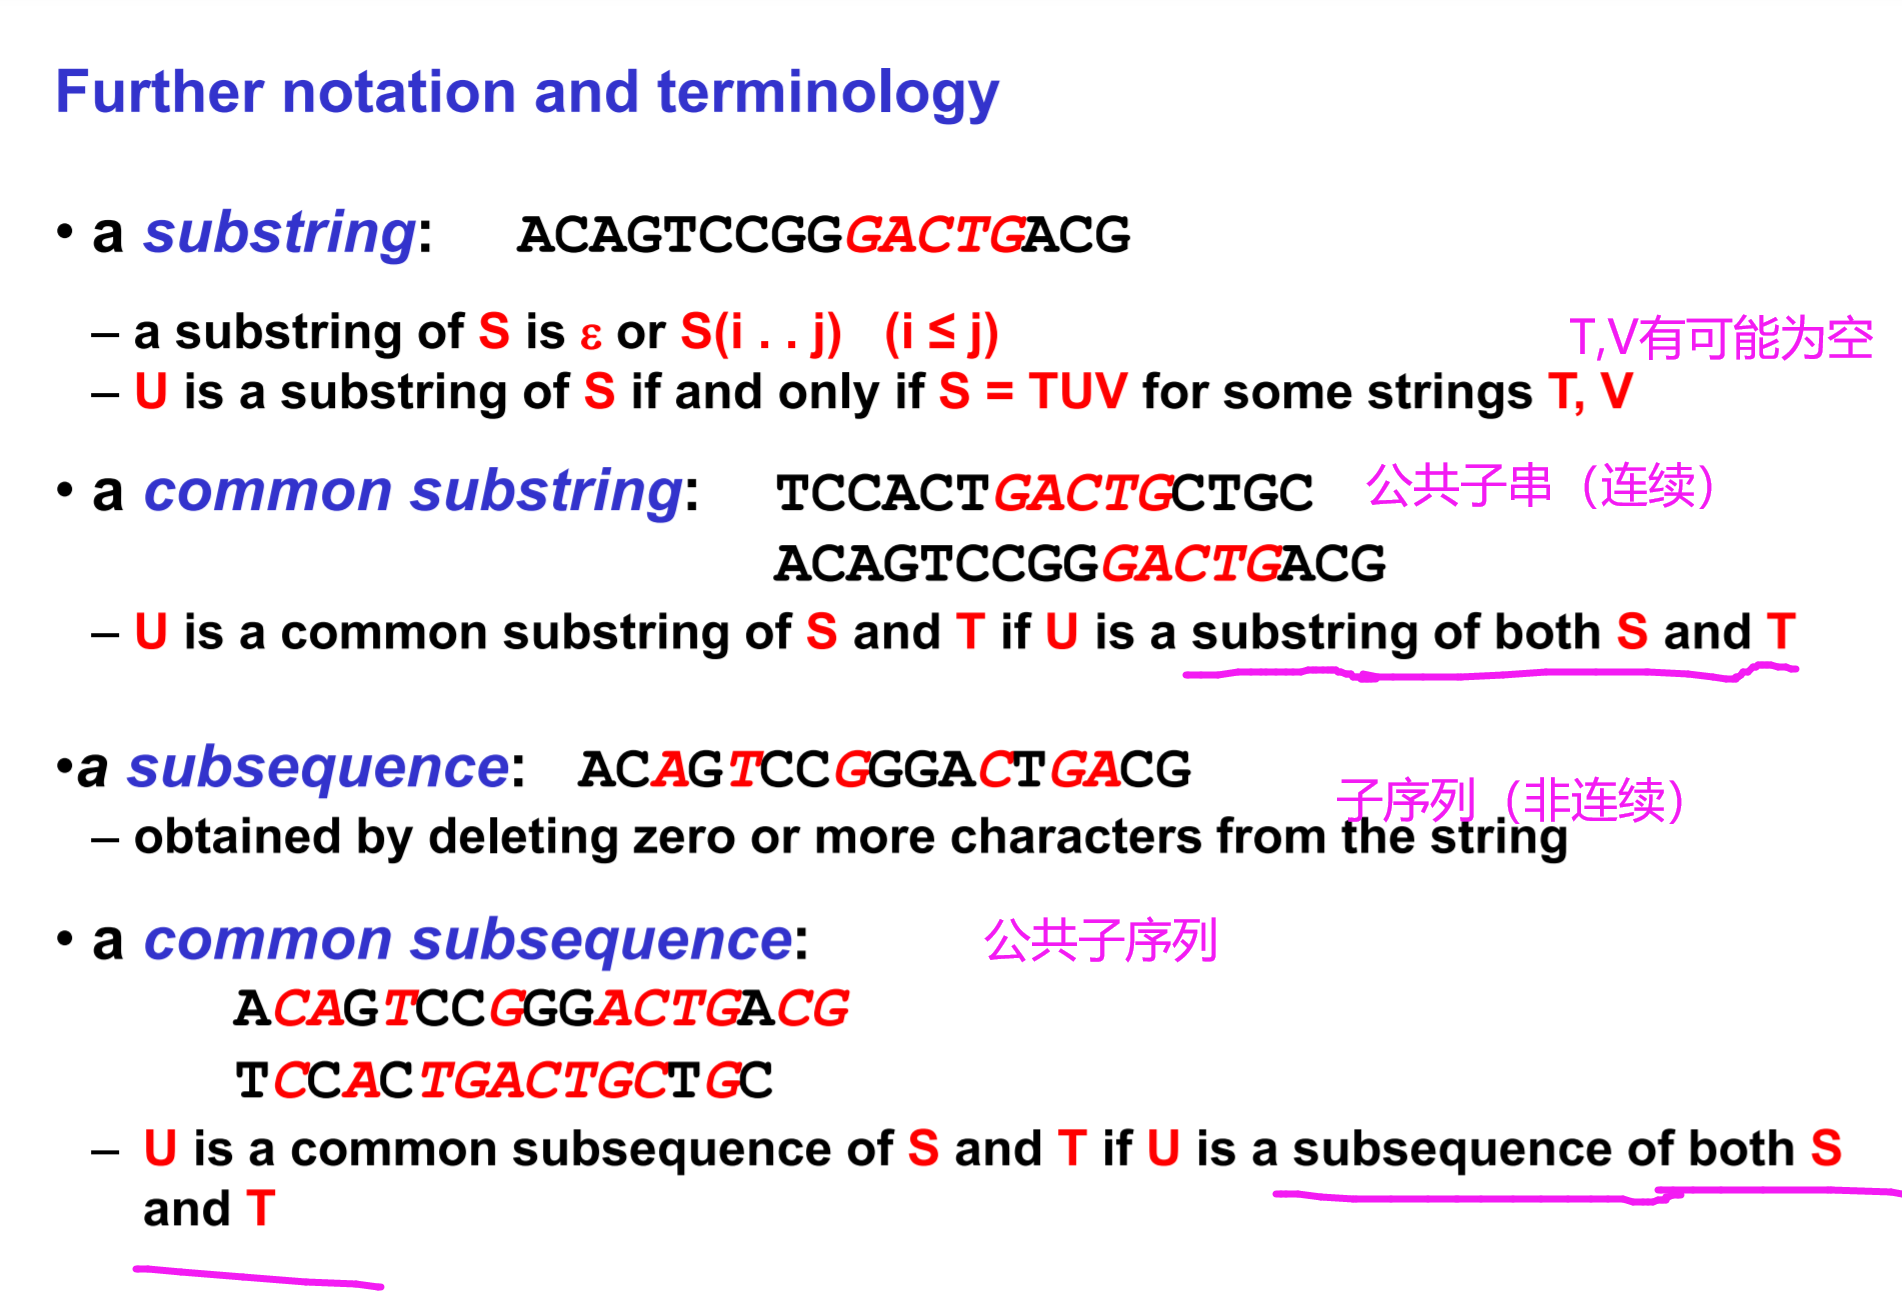 Further notation and terminology
• a substring: ACAGTCCGGGACTGACG
– a substring of S is ε or S(i . . j) (i ≤ j)
T,V有可能为空
– U is a substring of S if and only if S = TUV for some strings T, V
• a common substring: TCCACTGACTGCTGC
公共子串（连续）
ACAGTCCGGGACTGACG
– U is a common substring of S and T if U is a substring of both S and T
•a subsequence: ACAGTCCGGGACTGACG
子序列（非连续）
– obtained by deleting zero or more characters from the string
• a common subsequence:
公共子序列
ACAGTCCGGGACTGACG
TCCACTGACTGCTGC
– U is a common subsequence of S and T if U is a subsequence of both S
and T